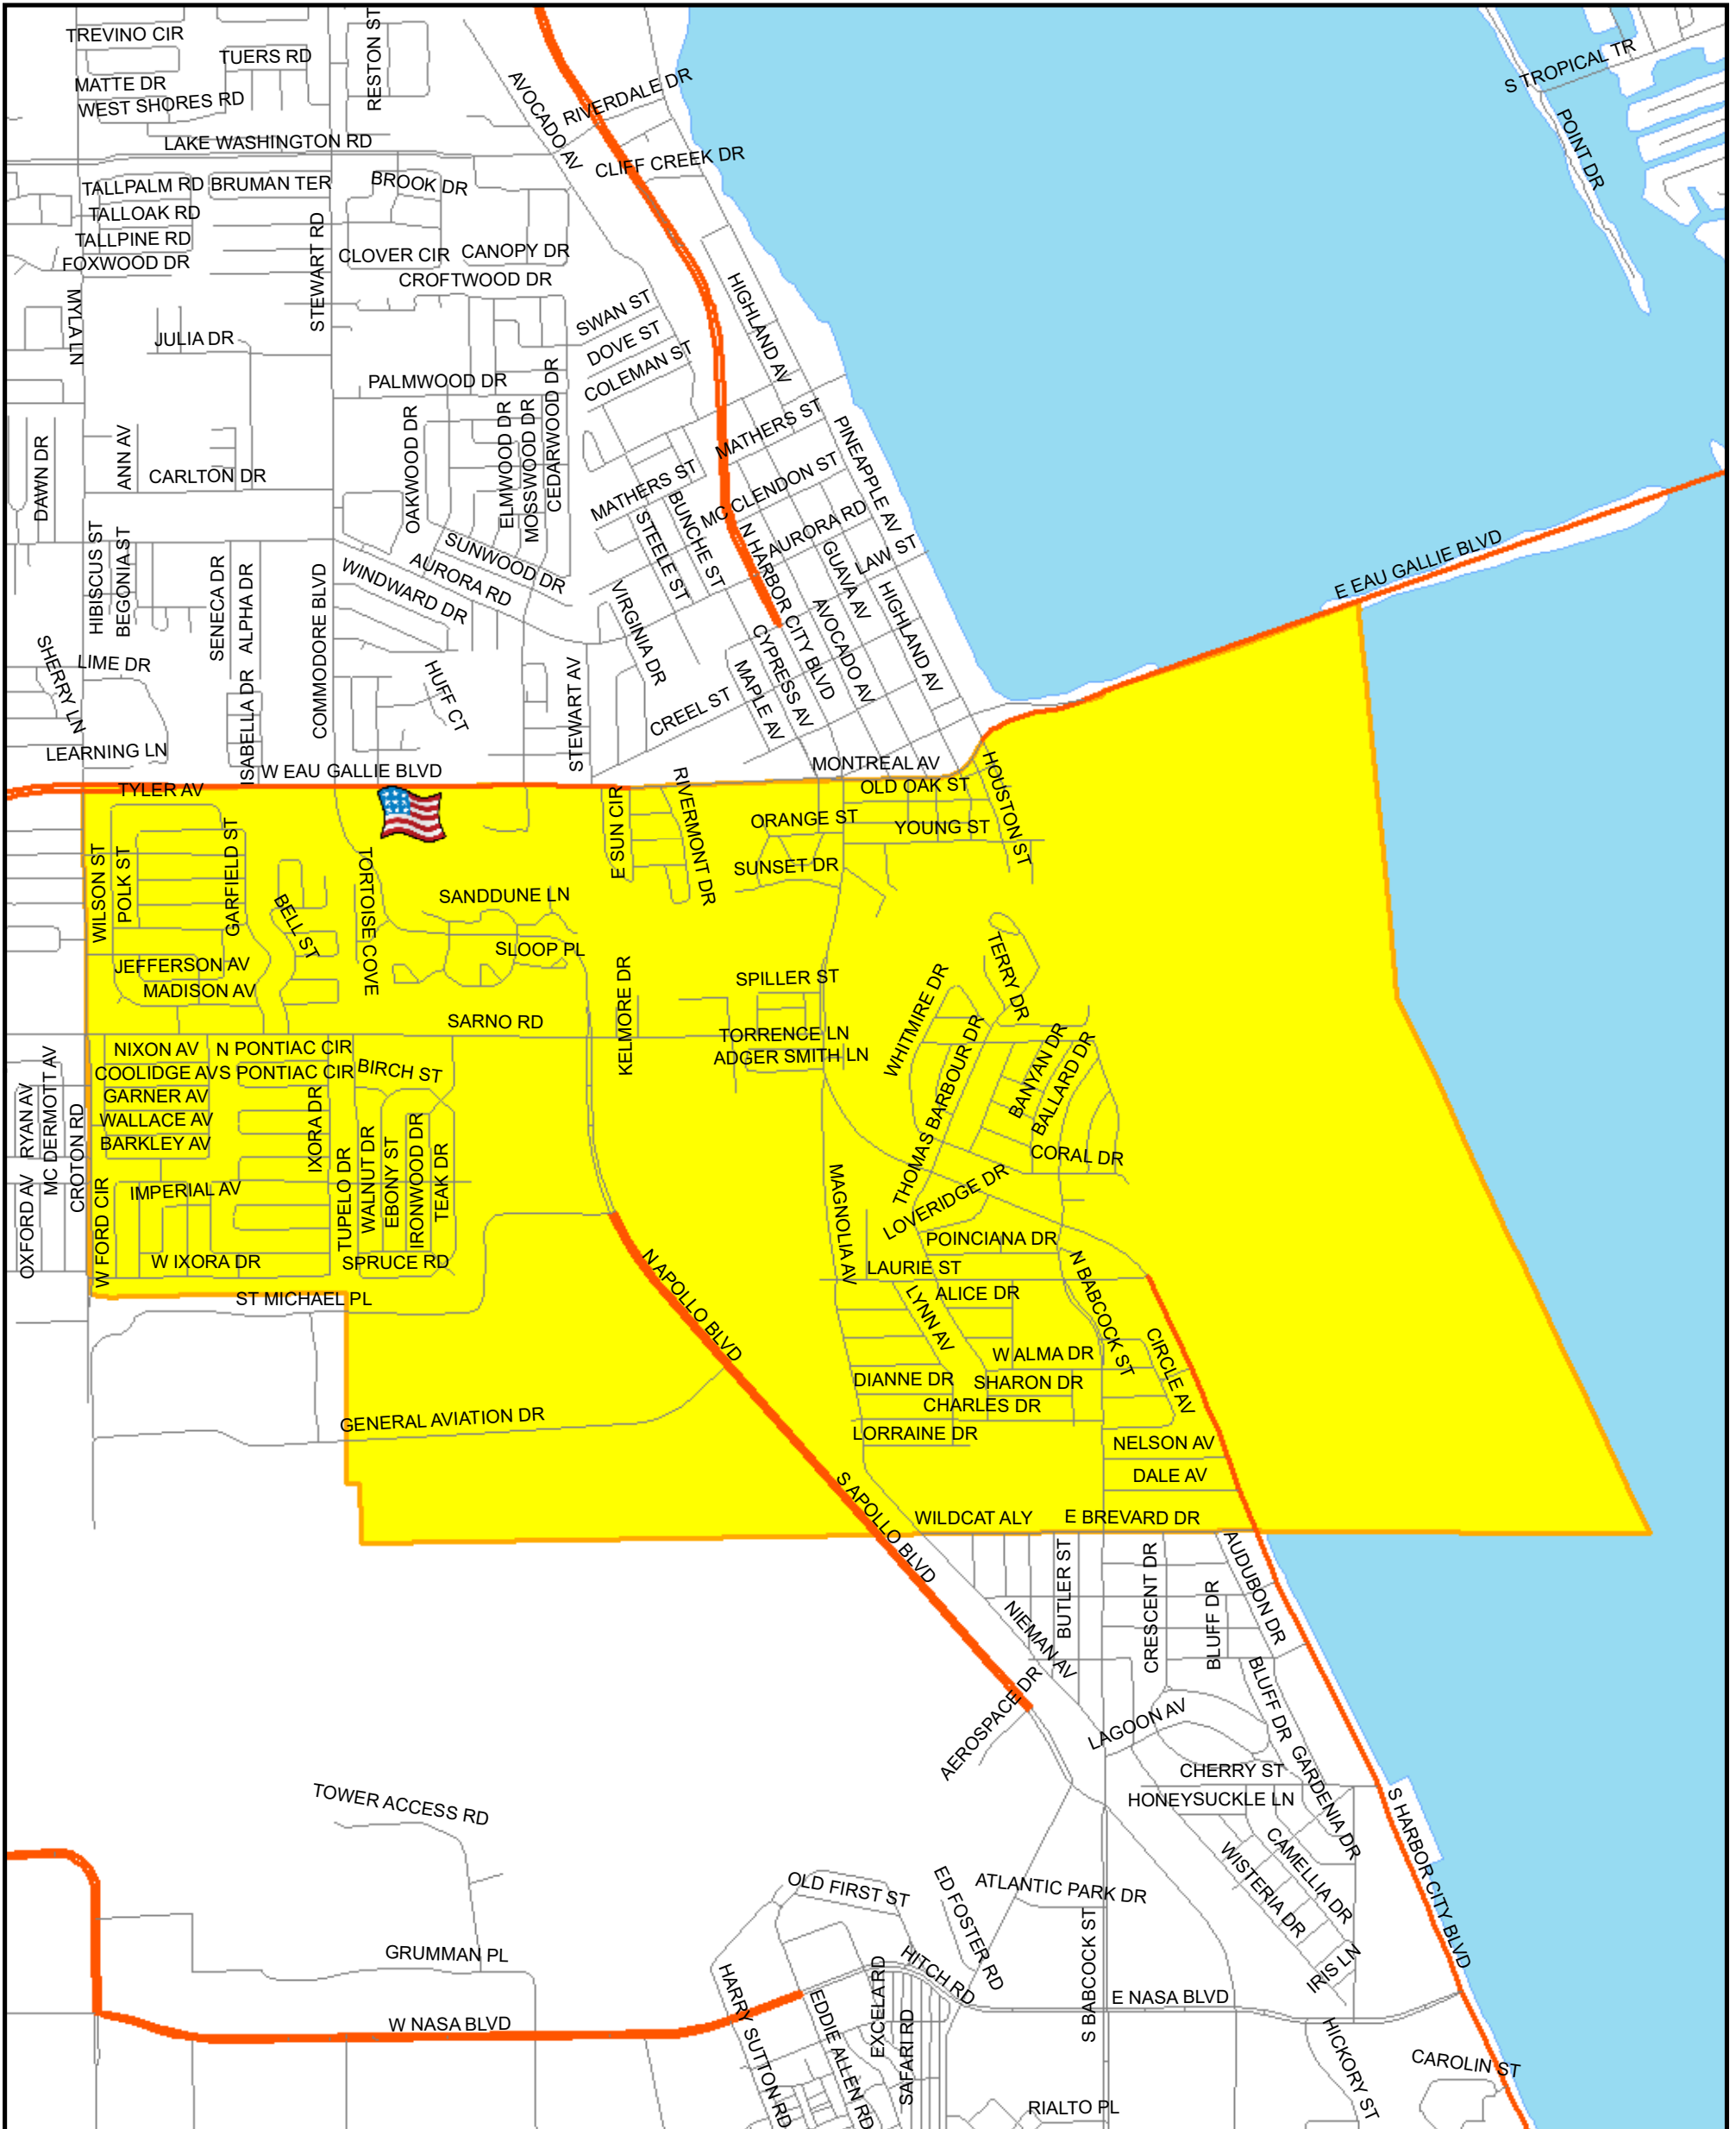 TREVINO CIR
TUERS RD
RESTON ST
MATTE DR
WEST SHORES RD
AVOCADO AV
RIVERDALE DR
S TROPICAL TR
POINT DR
LAKE WASHINGTON RD
CLIFF CREEK DR
TALLPALM RD
BRUMAN TER
BROOK DR
TALLOAK RD
TALLPINE RD
STEWART RD
CLOVER CIR
CANOPY DR
FOXWOOD DR
CROFTWOOD DR
MYLA LN
SWAN ST
HIGHLAND AV
JULIA DR
DOVE ST
COLEMAN ST
PALMWOOD DR
CEDARWOOD DR
OAKWOOD DR
ELMWOOD DR
MOSSWOOD DR
MATHERS ST
PINEAPPLE AV
DAWN DR
ANN AV
CARLTON DR
MATHERS ST
MC CLENDON ST
BUNCHE ST
STEELE ST
N HARBOR CITY BLVD
AURORA RD
LAW ST
GUAVA AV
HIBISCUS ST
BEGONIA ST
SENECA DR
ALPHA DR
COMMODORE BLVD
WINDWARD DR
AURORA RD
SUNWOOD DR
VIRGINIA DR
HIGHLAND AV
AVOCADO AV
E EAU GALLIE BLVD
SHERRY LN
LIME DR
HUFF CT
STEWART AV
CREEL ST
MAPLE AV
CYPRESS AV
ISABELLA DR
LEARNING LN
W EAU GALLIE BLVD
MONTREAL AV
HOUSTON ST
TYLER AV
OLD OAK ST
E SUN CIR
RIVERMONT DR
ORANGE ST
YOUNG ST
WILSON ST
POLK ST
GARFIELD ST
TORTOISE COVE
SUNSET DR
BELL ST
SANDDUNE LN
SLOOP PL
JEFFERSON AV
MADISON AV
KELMORE DR
SPILLER ST
WHITMIRE DR
TERRY DR
SARNO RD
TORRENCE LN
ADGER SMITH LN
NIXON AV
N PONTIAC CIR
COOLIDGE AV
S PONTIAC CIR
BIRCH ST
GARNER AV
WALLACE AV
BARKLEY AV
RYAN AV
MC DERMOTT AV
CROTON RD
IXORA DR
THOMAS BARBOUR DR
BANYAN DR
BALLARD DR
OXFORD AV
W FORD CIR
IMPERIAL AV
TUPELO DR
WALNUT DR
EBONY ST
IRONWOOD DR
TEAK DR
MAGNOLIA AV
LOVERIDGE DR
CORAL DR
POINCIANA DR
W IXORA DR
SPRUCE RD
N APOLLO BLVD
LAURIE ST
N BABCOCK ST
ST MICHAEL PL
LYNN AV
ALICE DR
CIRCLE AV
W ALMA DR
DIANNE DR
SHARON DR
CHARLES DR
GENERAL AVIATION DR
LORRAINE DR
NELSON AV
DALE AV
S APOLLO BLVD
WILDCAT ALY
E BREVARD DR
BUTLER ST
CRESCENT DR
BLUFF DR
AUDUBON DR
NIEMAN AV
BLUFF DR
AEROSPACE DR
LAGOON AV
GARDENIA DR
CHERRY ST
HONEYSUCKLE LN
S HARBOR CITY BLVD
TOWER ACCESS RD
CAMELLIA DR
WISTERIA DR
OLD FIRST ST
ED FOSTER RD
ATLANTIC PARK DR
IRIS LN
GRUMMAN PL
HARRY SUTTON RD
EXCELA RD
HITCH RD
S BABCOCK ST
E NASA BLVD
W NASA BLVD
EDDIE ALLEN RD
SAFARI RD
HICKORY ST
CAROLIN ST
RIALTO PL